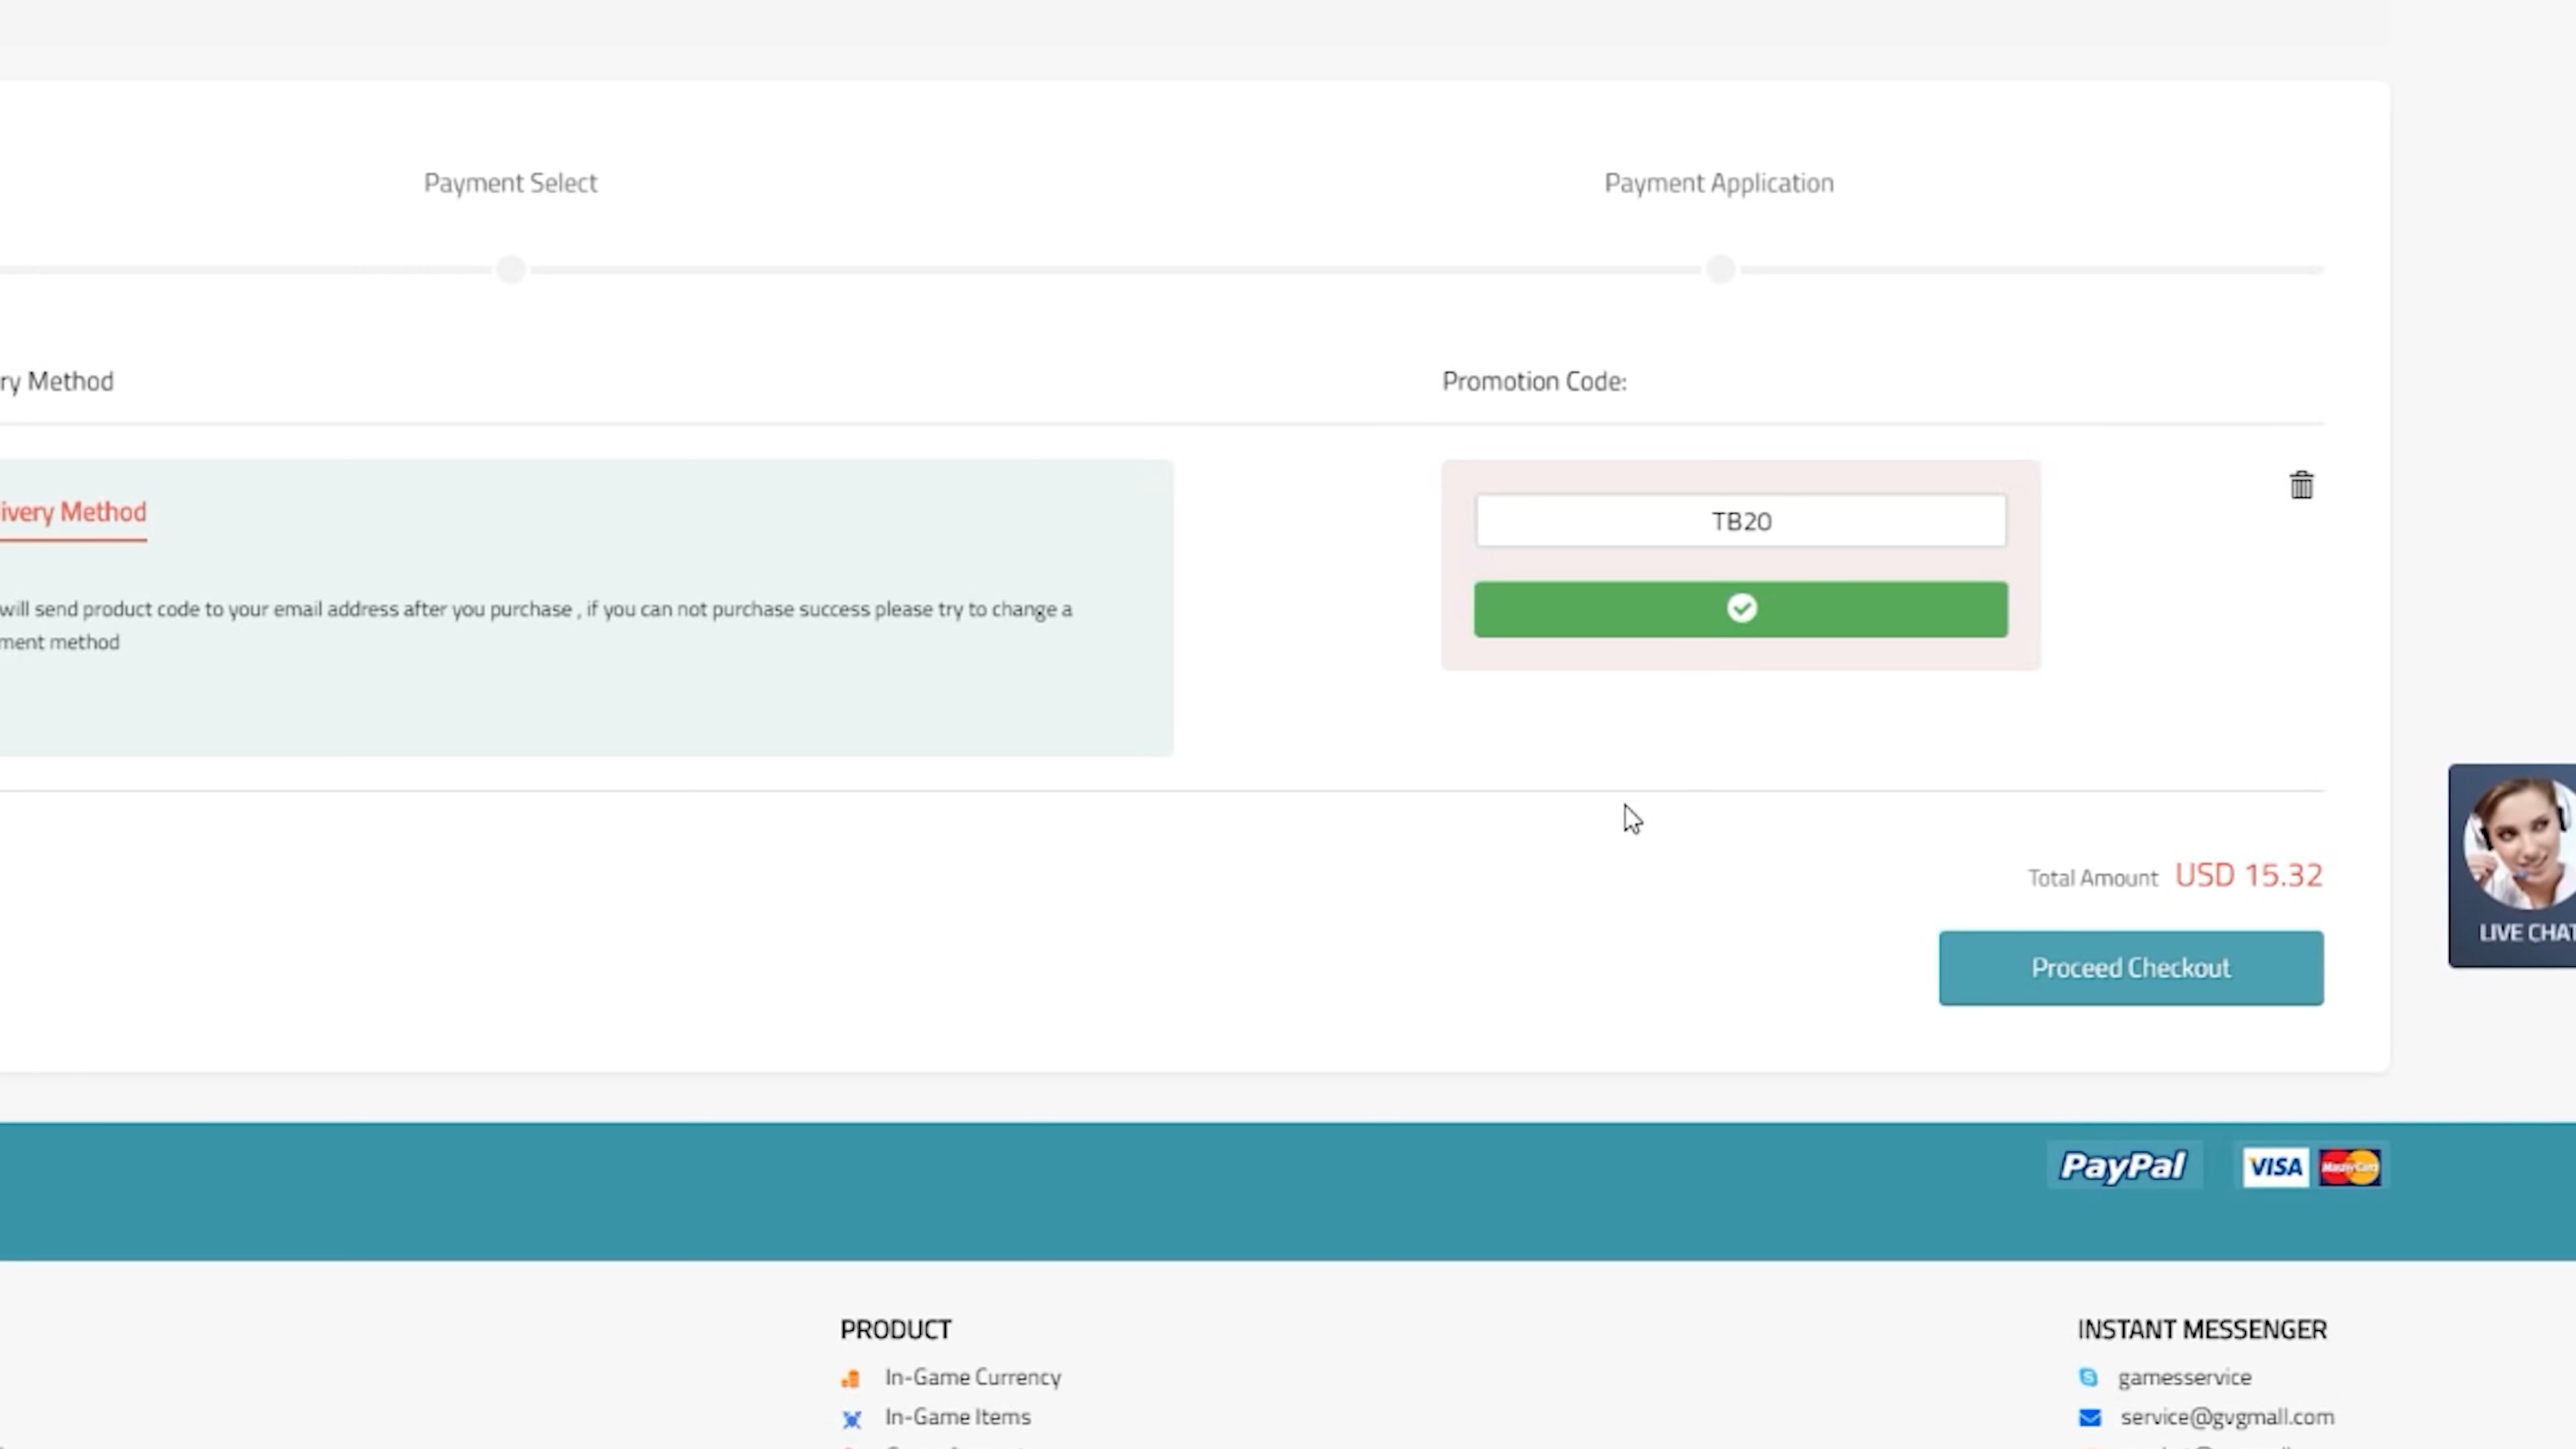 Payment Select
Payment Application
ry Method
Promotion Code:
ivery Method
TB20
will send product code to your email address after you purchase , if you can not purchase success please try to change a
ment method
Total Amount USD 15.32
LIVE CHAT
Proceed Checkout
PayPal
VISA
MasterCard
PRODUCT
INSTANT MESSENGER
In-Game Currency
gamesservice
In-Game Items
service@gvgmall.com